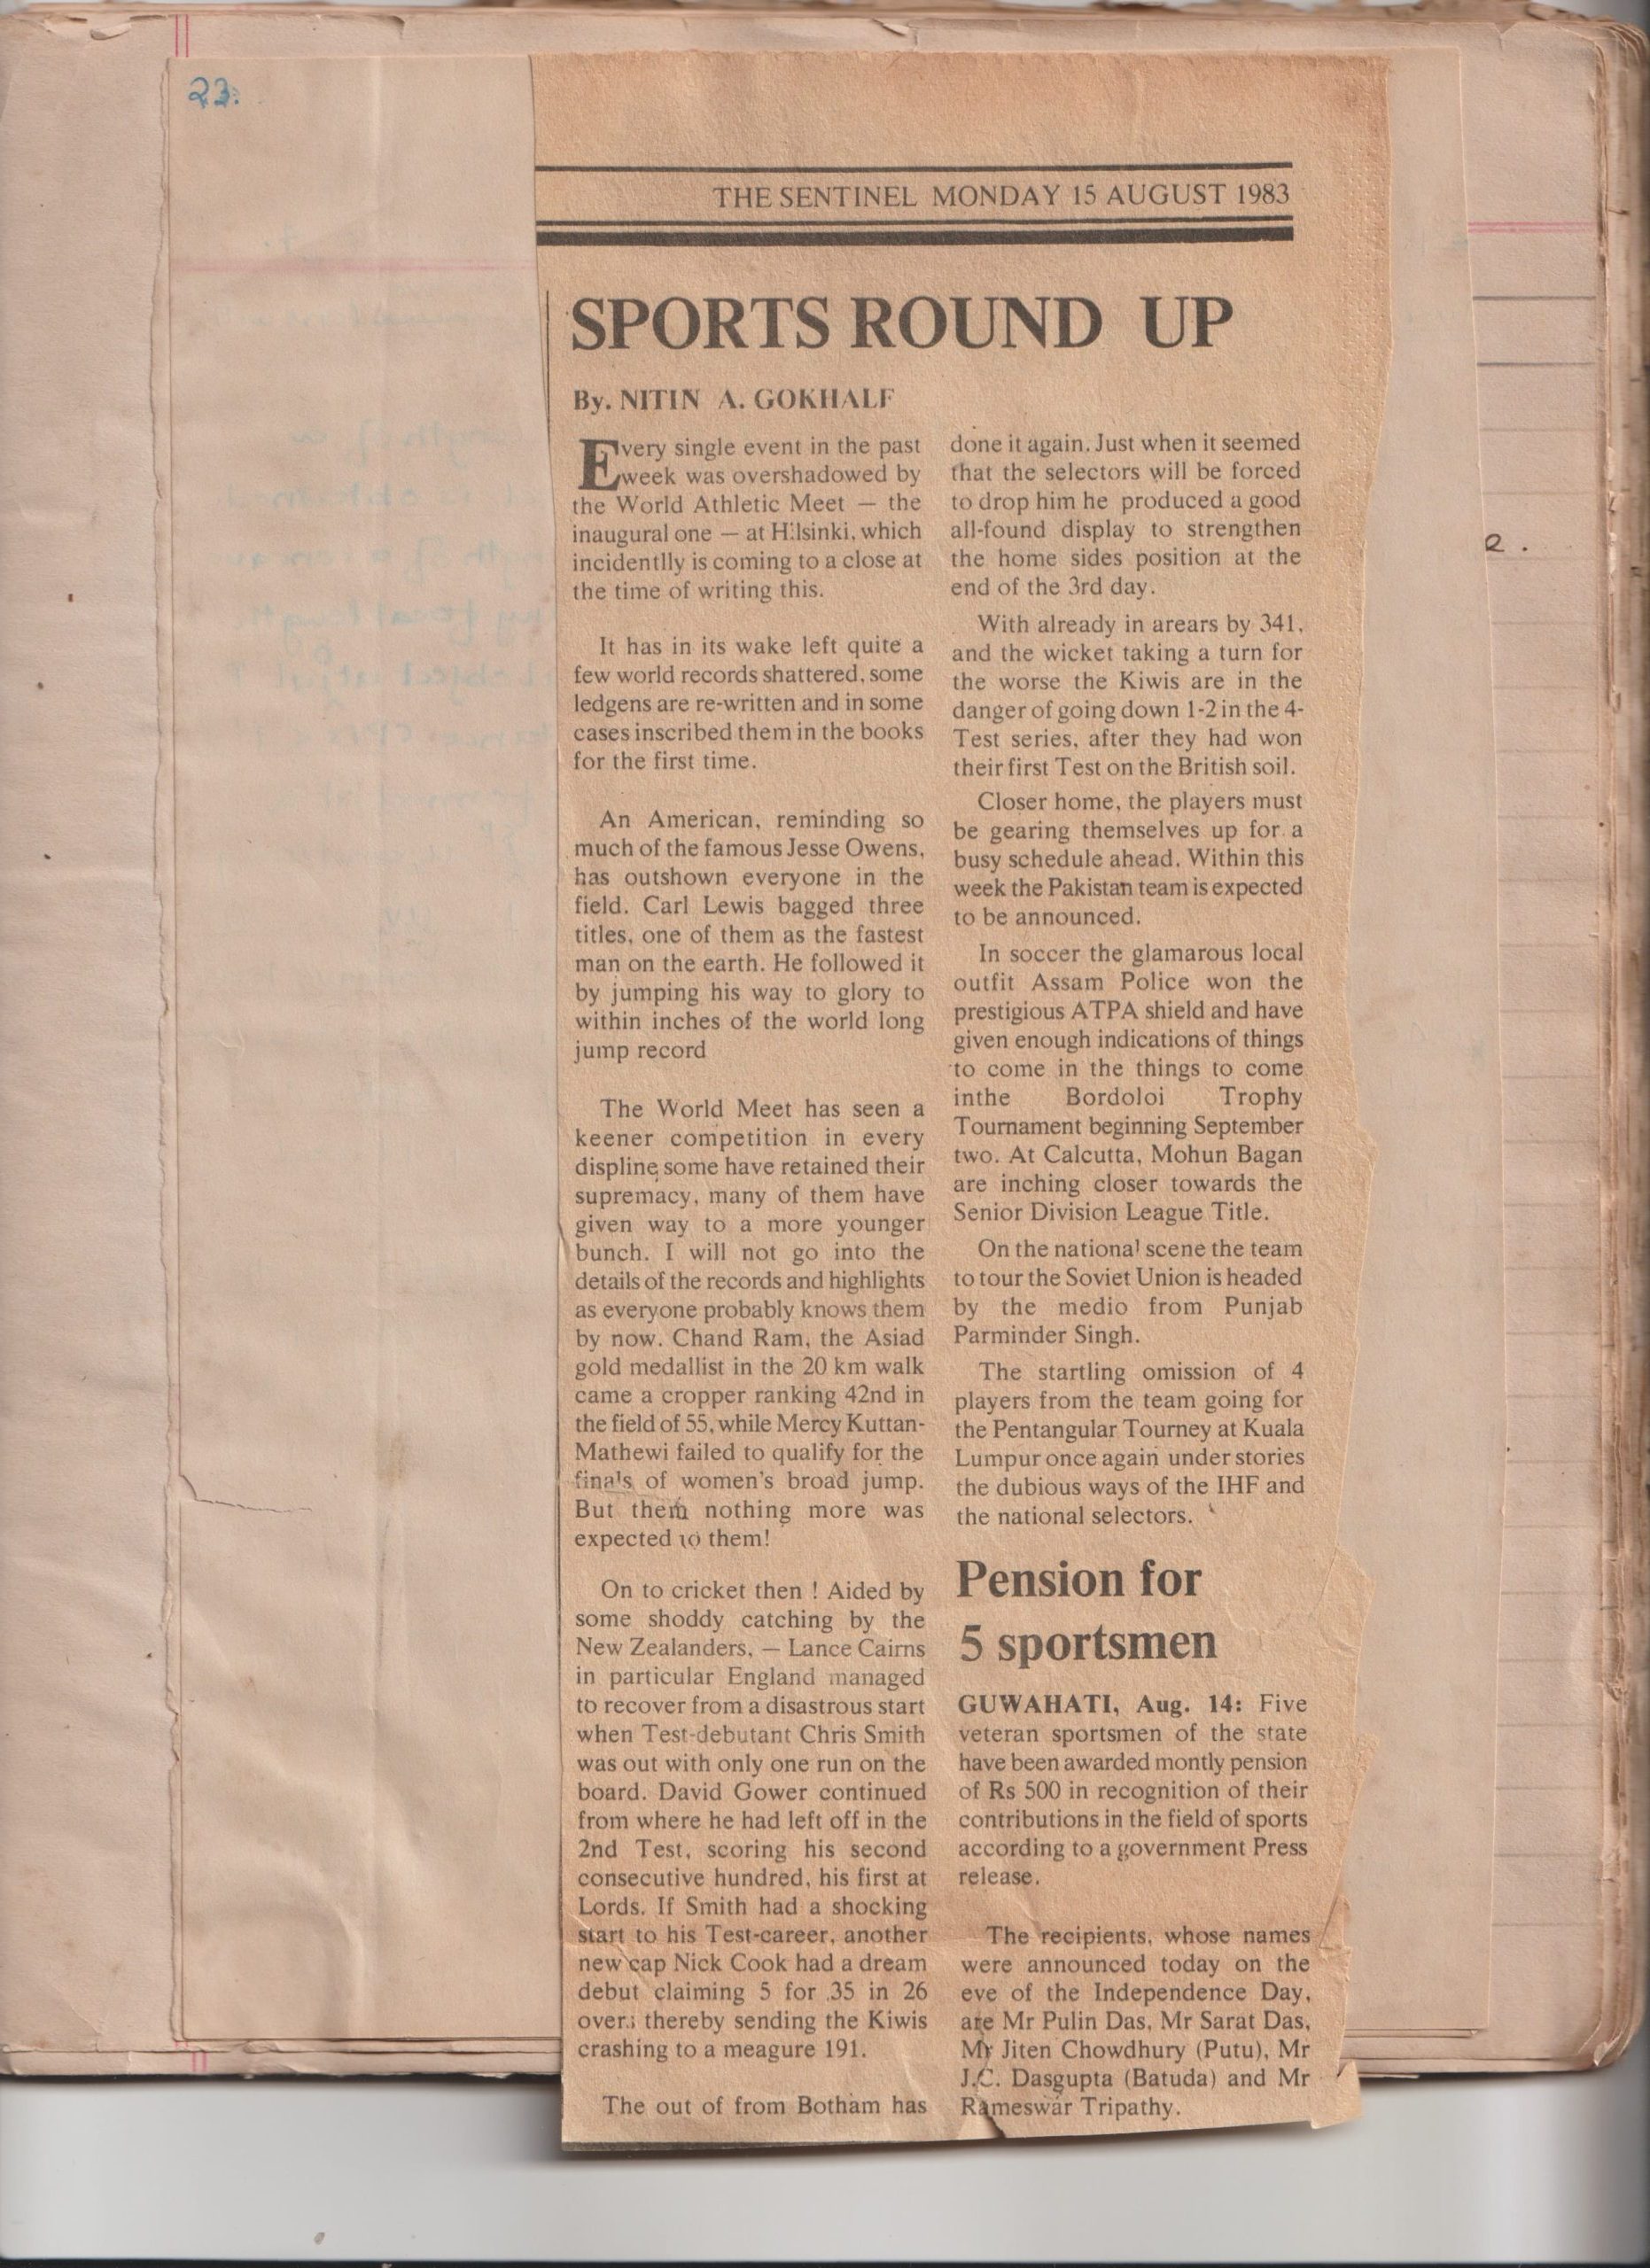 23.
THE SENTINEL MONDAY 15 AUGUST 1983
SPORTS ROUND UP
By. NITIN A. GOKHALF
Every single event in the past
week was overshadowed by
the World Athletic Meet — the
inaugural one — at H:lsinki, which
incidentlly is coming to a close at
the time of writing this.
It has in its wake left quite a
few world records shattered, some
ledgens are re-written and in some
cases inscribed them in the books
for the first time.
An American, reminding so
much of the famous Jesse Owens,
has outshown everyone in the
field. Carl Lewis bagged three
titles, one of them as the fastest
man on the earth. He followed it
by jumping his way to glory to
within inches of the world long
jump record
The World Meet has seen a
keener competition in every
displine some have retained their
supremacy, many of them have
given way to a more younger
bunch. I will not go into the
details of the records and highlights
as everyone probably knows them
by now. Chand Ram, the Asiad
gold medallist in the 20 km walk
came a cropper ranking 42nd in
the field of 55, while Mercy Kuttan-
Mathewi failed to qualify for the
finals of women's broad jump.
But them nothing more was
expected to them!
On to cricket then ! Aided by
some shoddy catching by the
New Zealanders, — Lance Cairns
in particular England managed
to recover from a disastrous start
when Test-debutant Chris Smith
was out with only one run on the
board. David Gower continued
from where he had left off in the
2nd Test, scoring his second
consecutive hundred, his first at
Lords. If Smith had a shocking
start to his Test-career, another
new cap Nick Cook had a dream
debut claiming 5 for 35 in 26
overs thereby sending the Kiwis
crashing to a meagure 191.
The out of from Botham has
done it again. Just when it seemed
that the selectors will be forced
to drop him he produced a good
all-found display to strengthen
the home sides position at the
end of the 3rd day.
With already in arears by 341,
and the wicket taking a turn for
the worse the Kiwis are in the
danger of going down 1-2 in the 4-
Test series, after they had won
their first Test on the British soil.
Closer home, the players must
be gearing themselves up for a
busy schedule ahead. Within this
week the Pakistan team is expected
to be announced.
In soccer the glamarous local
outfit Assam Police won the
prestigious ATPA shield and have
given enough indications of things
to come in the things to come
inthe Bordoloi Trophy
Tournament beginning September
two. At Calcutta, Mohun Bagan
are inching closer towards the
Senior Division League Title.
On the national scene the team
to tour the Soviet Union is headed
by the medio from Punjab
Parminder Singh.
The startling omission of 4
players from the team going for
the Pentangular Tourney at Kuala
Lumpur once again under stories
the dubious ways of the IHF and
the national selectors.
Pension for
5 sportsmen
GUWAHATI, Aug. 14: Five
veteran sportsmen of the state
have been awarded montly pension
of Rs 500 in recognition of their
contributions in the field of sports
according to a government Press
release.
The recipients, whose names
were announced today on the
eve of the Independence Day,
are Mr Pulin Das, Mr Sarat Das,
Mr Jiten Chowdhury (Putu), Mr
J.C. Dasgupta (Batuda) and Mr
Rameswar Tripathy.
e.